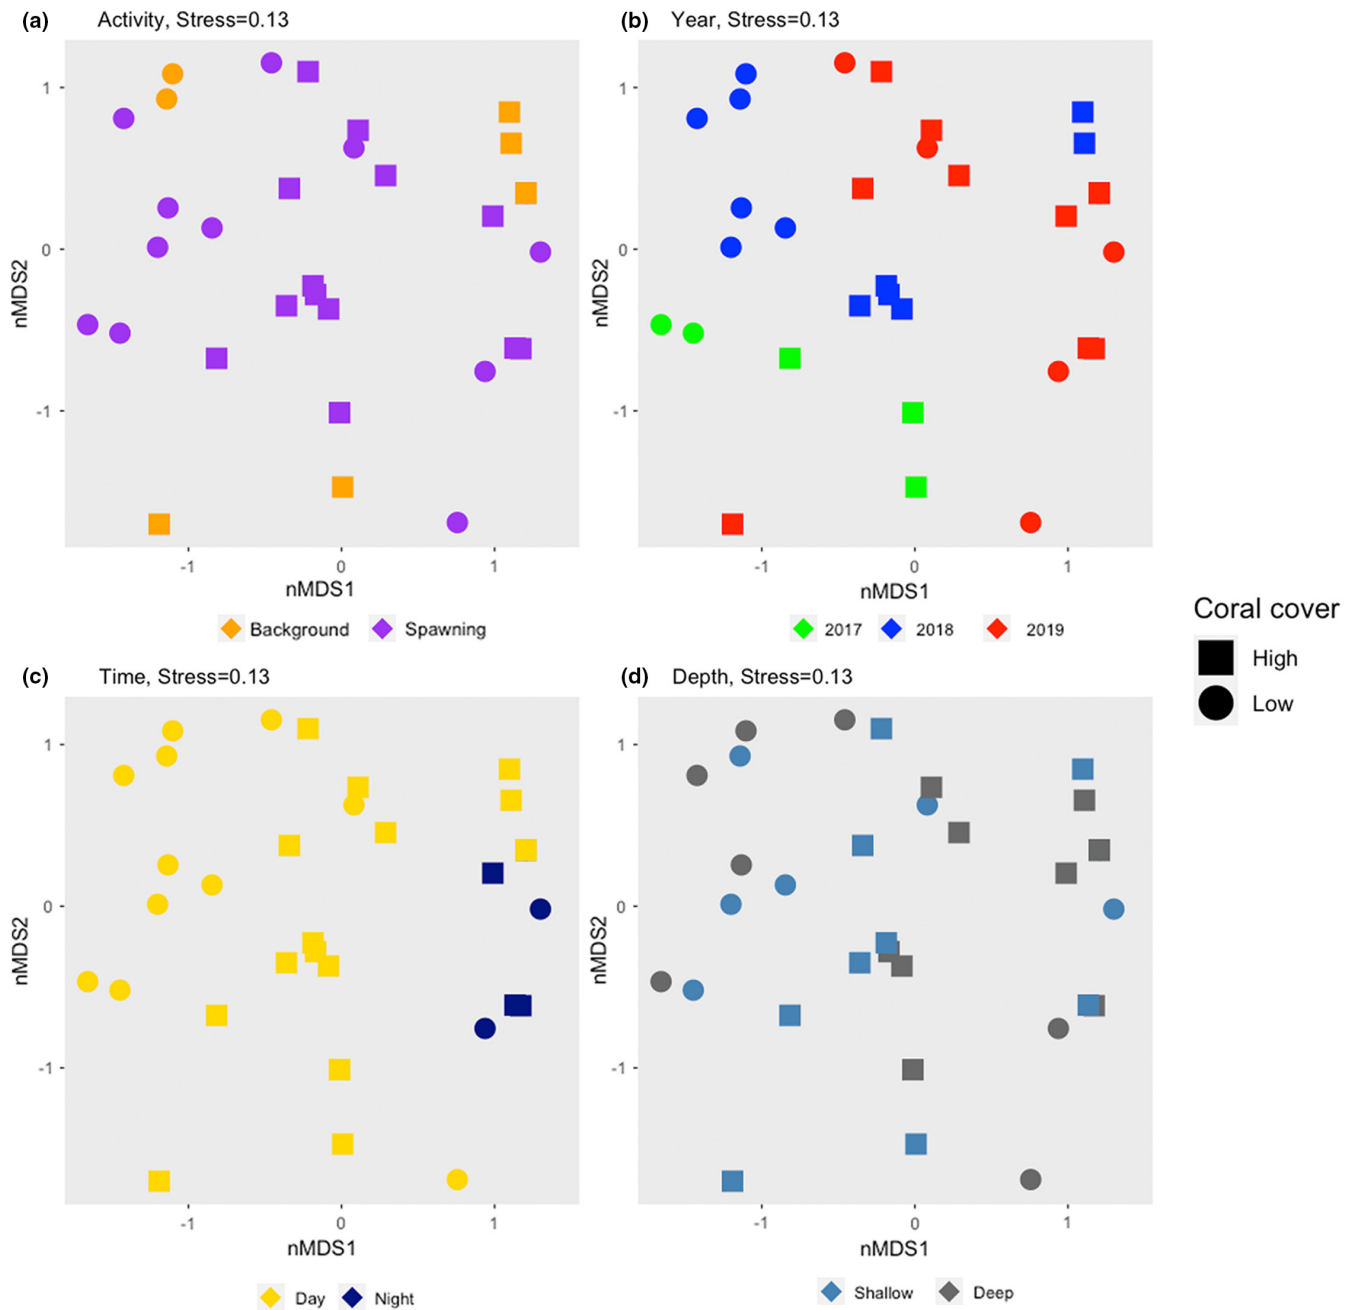 (a) Activity, Stress=0.13
(b) Year, Stress=0.13
1
0
-1
nMDS2
-1 0 1
nMDS1
Background Spawning
1
0
-1
nMDS2
-1 0 1
nMDS1
2017 2018 2019
Coral cover
High
Low
(c) Time, Stress=0.13
(d) Depth, Stress=0.13
1
0
-1
nMDS2
-1 0 1
nMDS1
Day Night
1
0
-1
nMDS2
-1 0 1
nMDS1
Shallow Deep